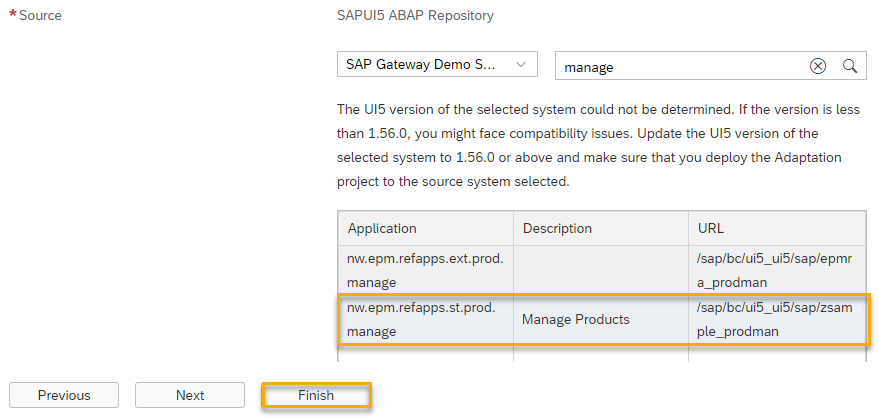 * Source
SAPUI5 ABAP Repository
SAP Gateway Demo S...
manage
The UI5 version of the selected system could not be determined. If the version is less
than 1.56.0, you might face compatibility issues. Update the UI5 version of the
selected system to 1.56.0 or above and make sure that you deploy the Adaptation
project to the source system selected.
Application Description URL
nw.epm.refapps.ext.prod. /sap/bc/ui5_ui5/sap/epmr
manage a_prodman
nw.epm.refapps.st.prod. /sap/bc/ui5_ui5/sap/zsam
manage Manage Products ple_prodman
Previous Next Finish